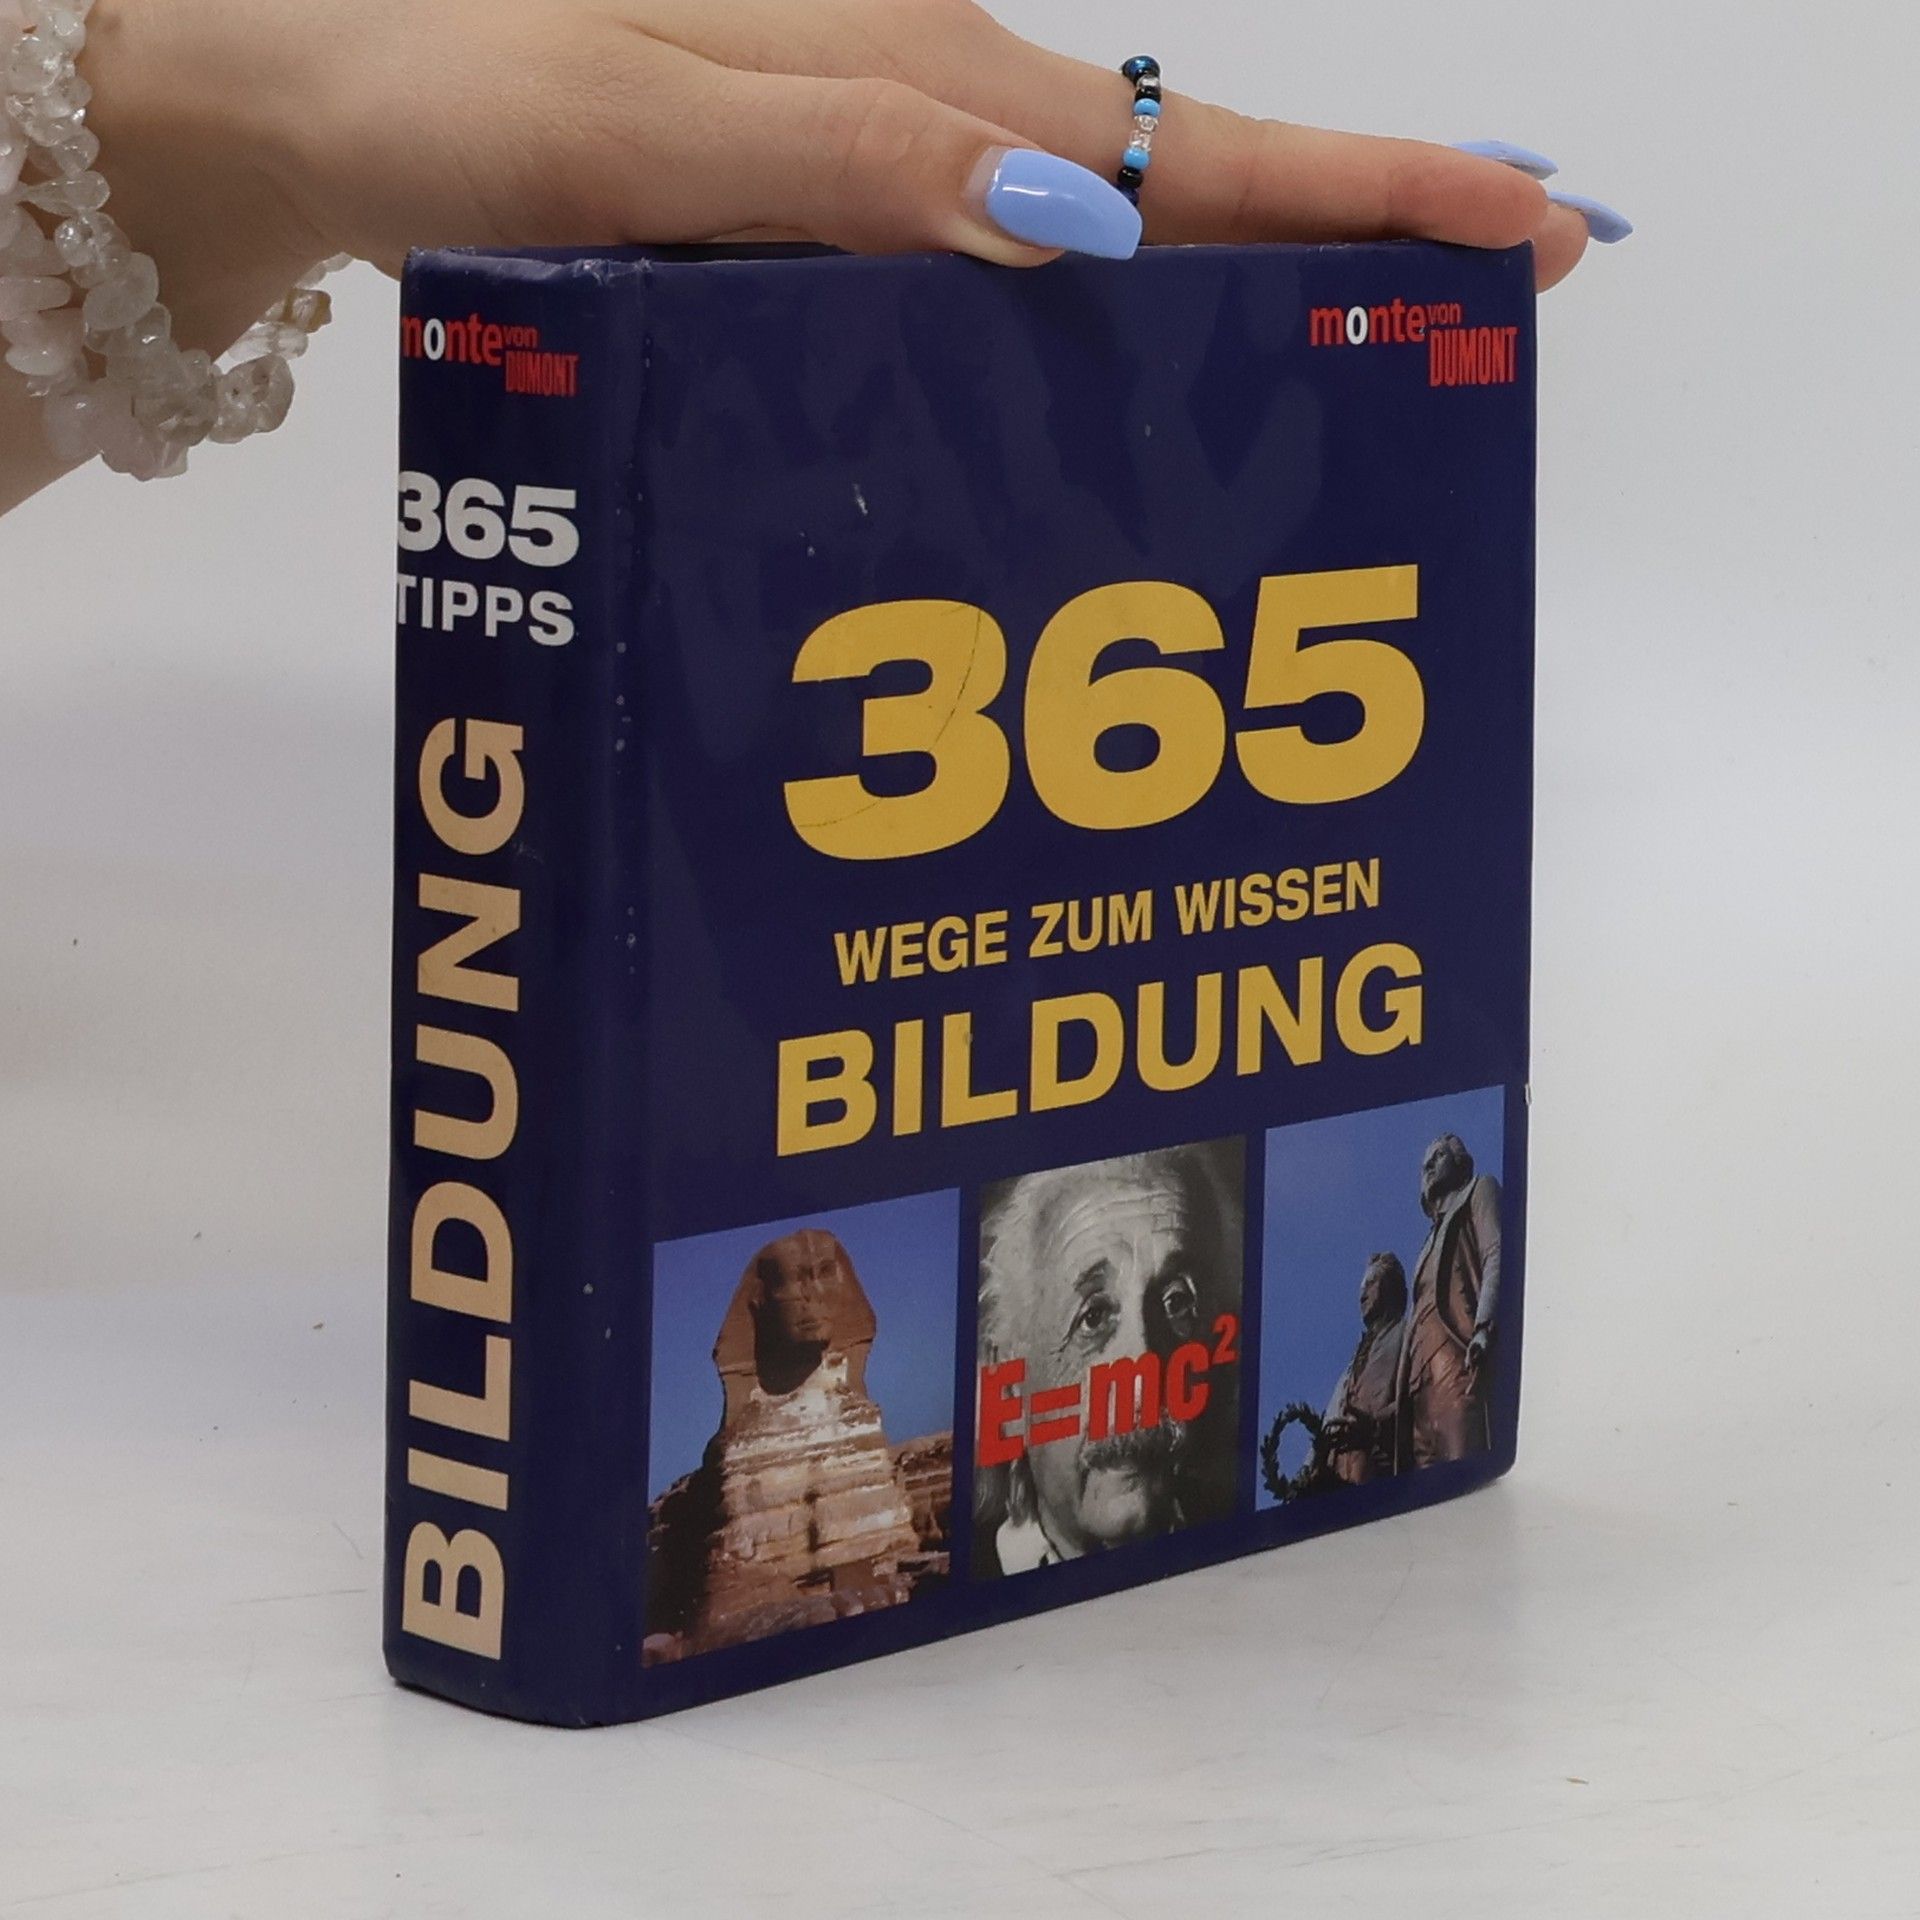 monte von
DUMONT
365
TIPPS
BILDUNG
monte von
DUMONT
365
WEGE ZUM WISSEN
BILDUNG
E=mc²